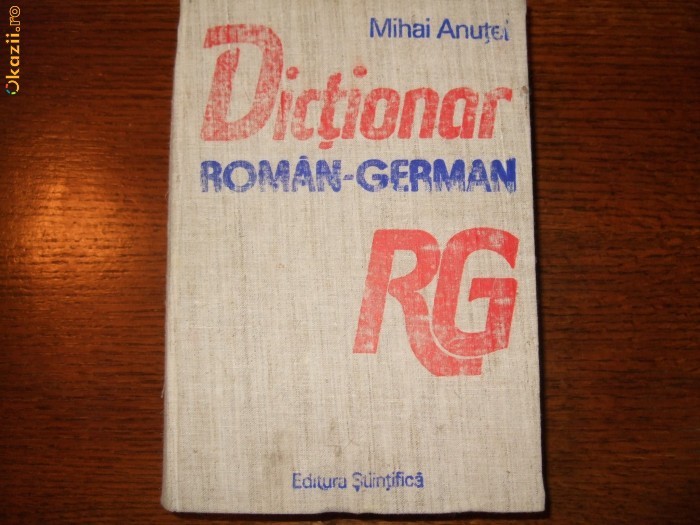 Okazii.ro
Mihai Anuței
Dicționar
ROMÂN-GERMAN
RG
Editura Științifică